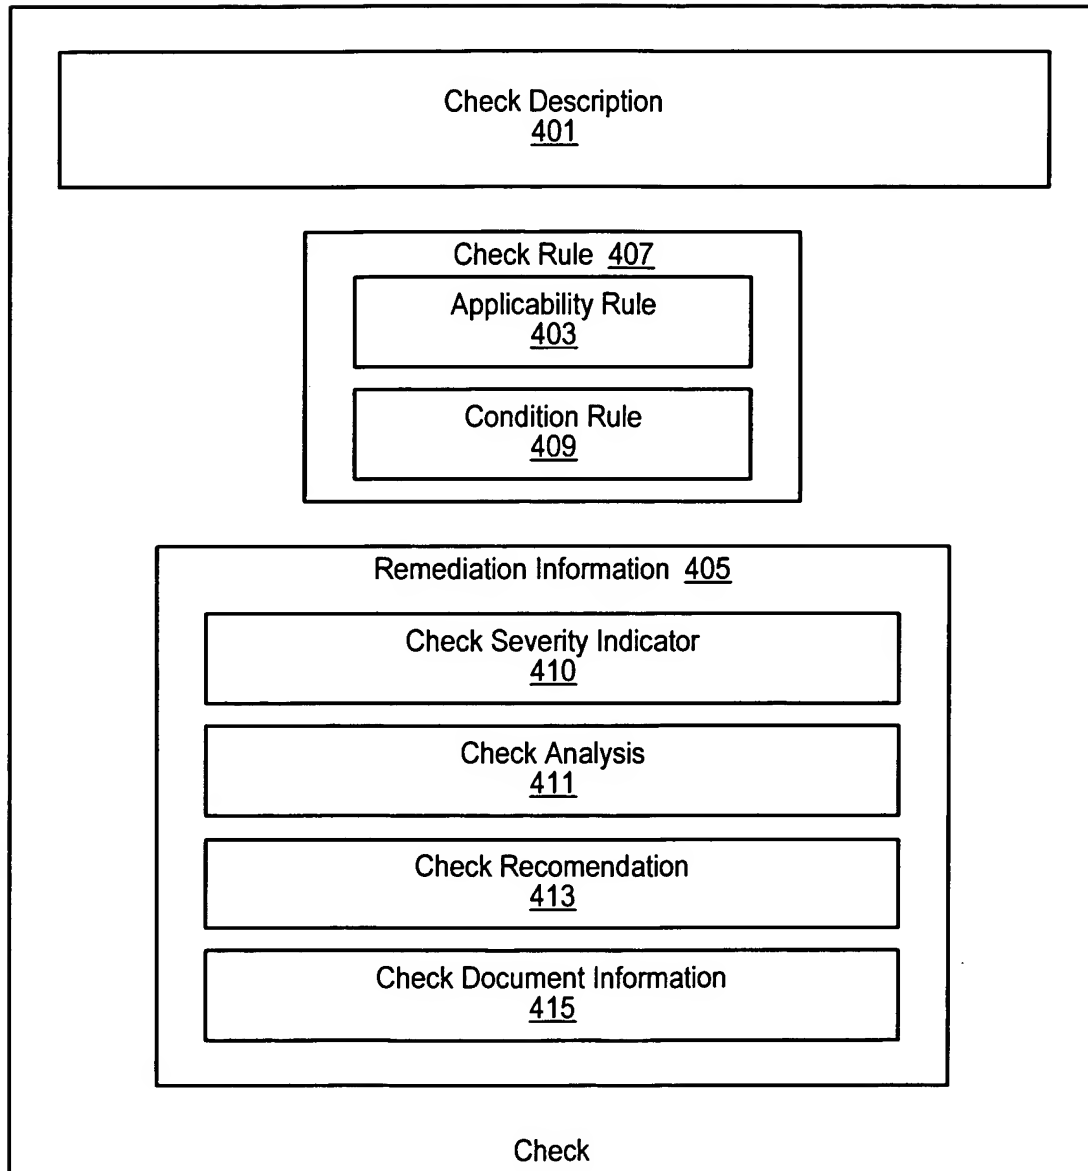 Check Description
401
Check Rule 407
Applicability Rule
403
Condition Rule
409
Remediation Information 405
Check Severity Indicator
410
Check Analysis
411
Check Recomendation
413
Check Document Information
415
Check